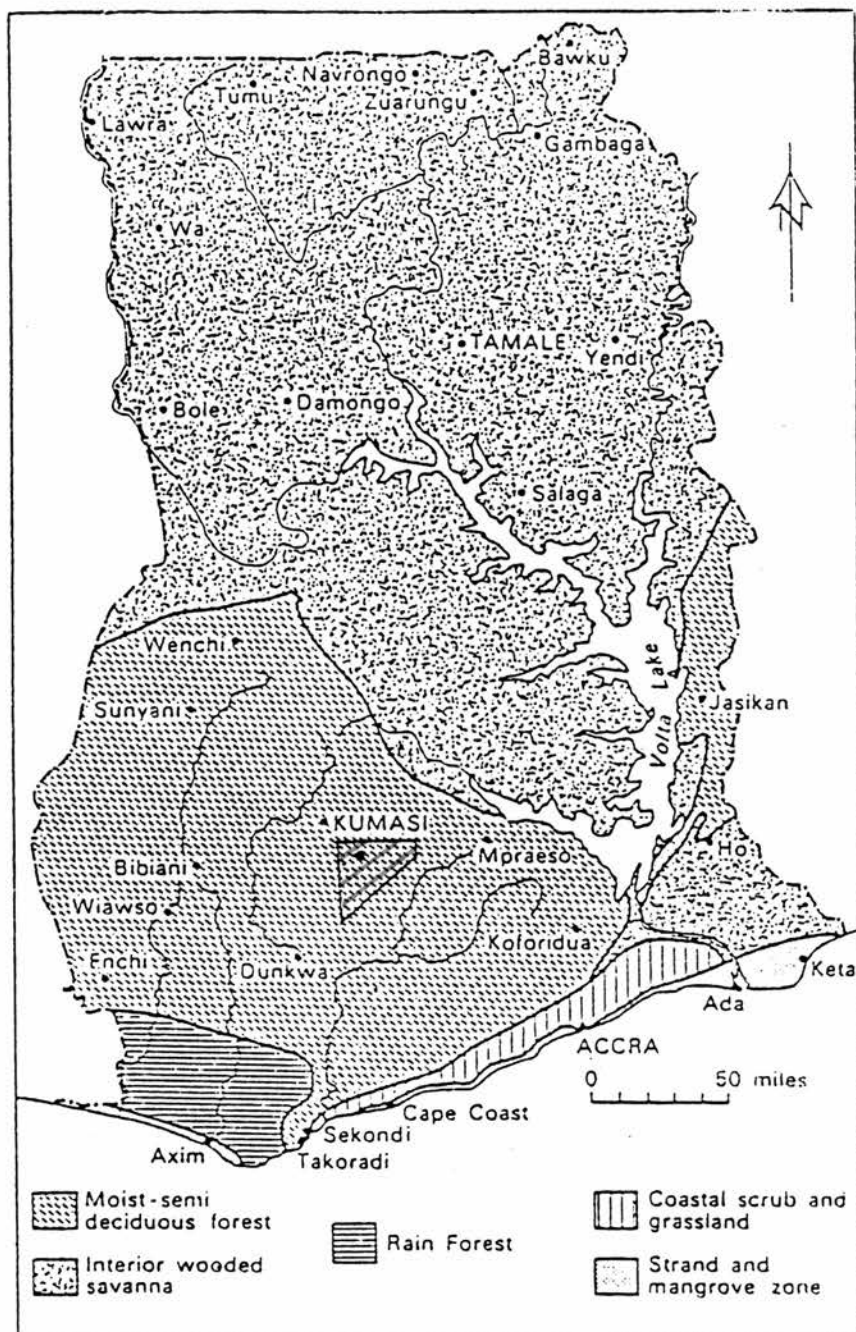 Bawku
Navrongo
Tumu
Zuarungu
Lawra
Gambaga
Wa
TAMALE
Yendi
Bole
Damongo
Salaga
Wenchi
Volta Lake
Sunyani
Jasikan
KUMASI
Mpraeso
Ho
Bibiani
Wiawso
Koforidua
Enchi
Dunkwa
Keta
Ada
ACCRA
0 50 miles
Cape Coast
Sekondi
Axim
Takoradi
Moist-semi
deciduous forest
Interior wooded
savanna
Rain Forest
Coastal scrub and
grassland
Strand and
mangrove zone